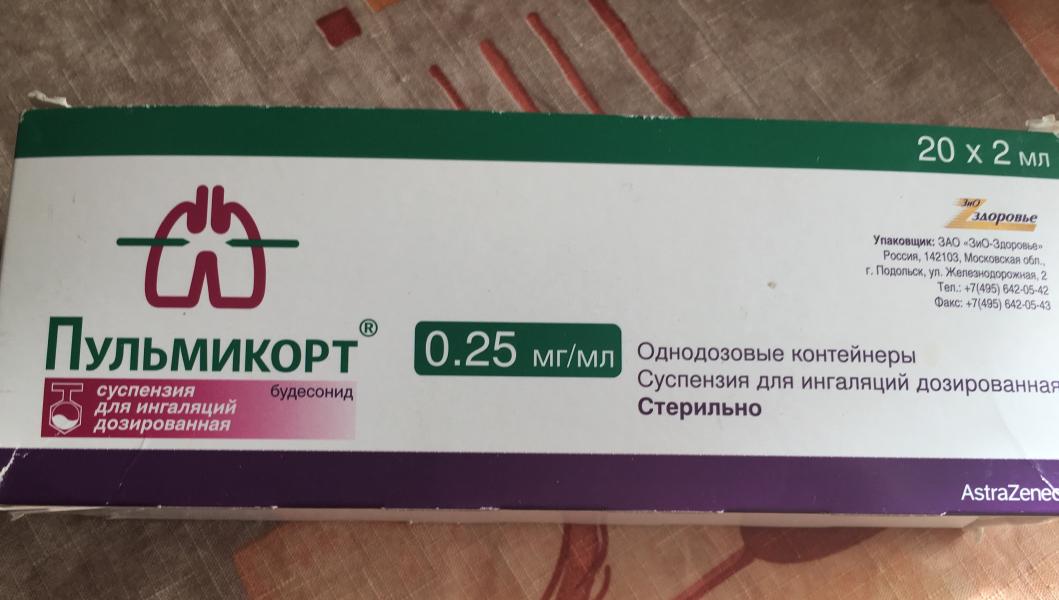 20 x 2 мл
ЗиО
Здоровье
Упаковщик: ЗАО «ЗиО-Здоровье»
Россия, 142103, Московская обл.,
г. Подольск, ул. Железнодорожная, 2
Тел.: +7(495) 642-05-42
Факс: +7(495) 642-05-43
Пульмикорт®
будесонид
суспензия
для ингаляций
дозированная
0.25 мг/мл
Однодозовые контейнеры
Суспензия для ингаляций дозированная
Стерильно
AstraZenec